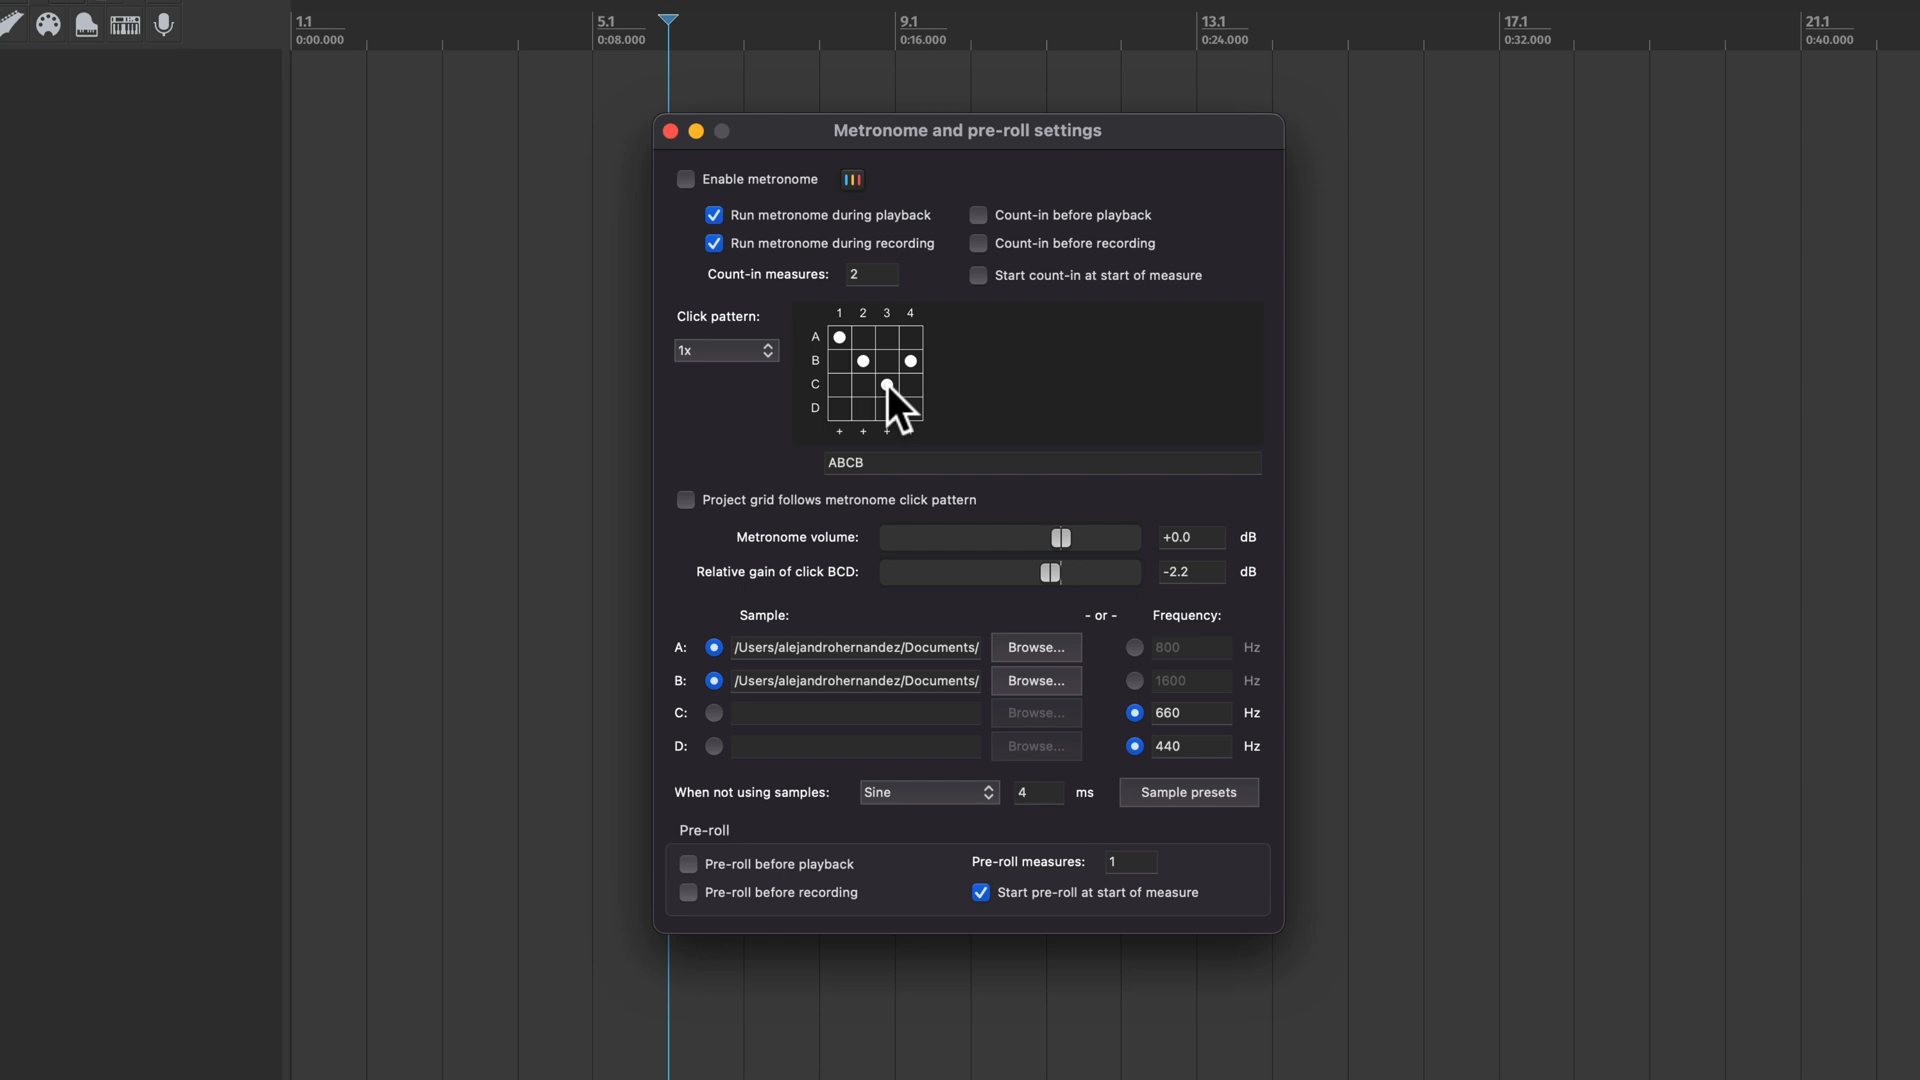 1.1 5.1 9.1 13.1 17.1 21.1
0:00.000 0:08.000 0:16.000 0:24.000 0:32.000 0:40.000
Metronome and pre-roll settings
Enable metronome
Run metronome during playback Count-in before playback
Run metronome during recording Count-in before recording
Count-in measures: 2 Start count-in at start of measure
Click pattern: 1 2 3 4
A
1x
B
C
D
+ + +
ABCB
Project grid follows metronome click pattern
Metronome volume: +0.0 dB
Relative gain of click BCD: -2.2 dB
Sample: - or - Frequency:
A: /Users/alejandrohernandez/Documents/ Browse... 800 Hz
B: /Users/alejandrohernandez/Documents/ Browse... 1600 Hz
C: Browse... 660 Hz
D: Browse... 440 Hz
When not using samples: Sine 4 ms Sample presets
Pre-roll
Pre-roll before playback Pre-roll measures: 1
Pre-roll before recording Start pre-roll at start of measure